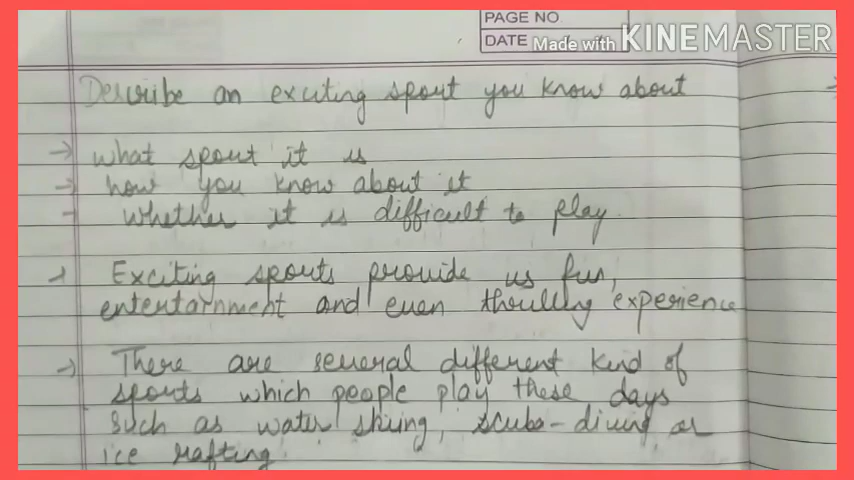 PAGE NO.
DATE
Made with KINEMASTER
Describe an exciting sport you know about
→ What sport it is
→ how you know about it
→ whether it is difficult to play.
→ Exciting sports provide us fun,
entertainment and even thrilling experience
→ There are several different kind of
sports which people play these days
such as water skiing, scuba-diving or
ice rafting